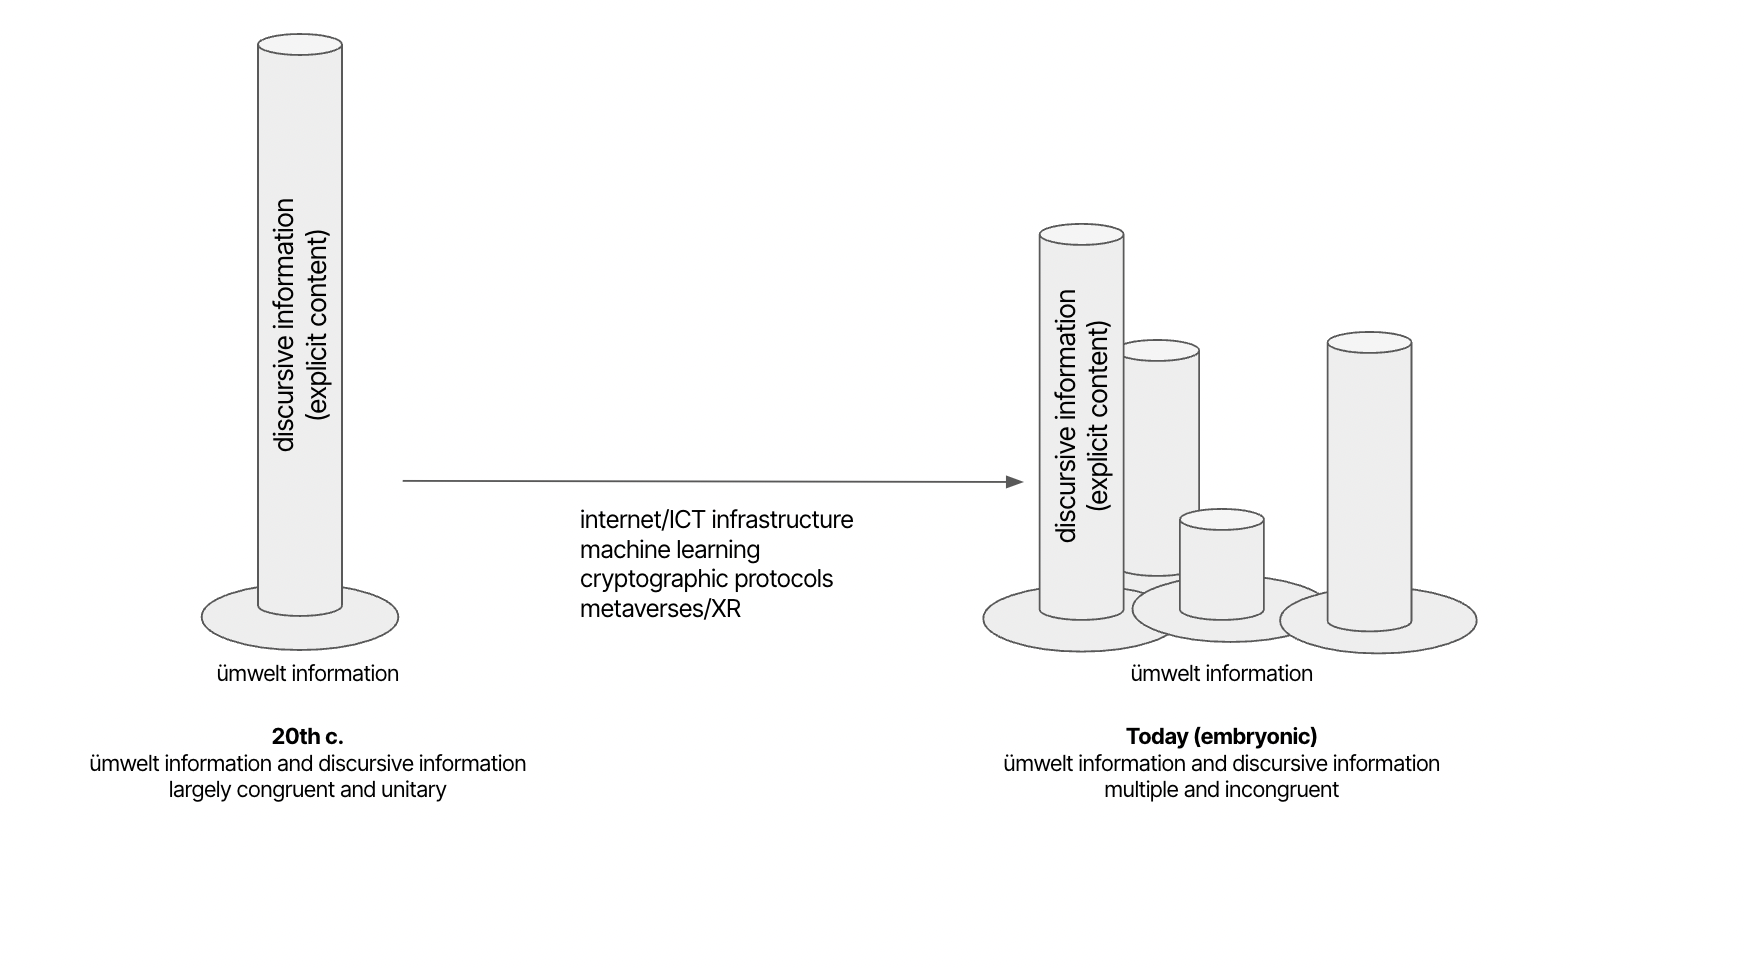 discursive information
(explicit content)
ümwelt information
20th c.
ümwelt information and discursive information
largely congruent and unitary
internet/ICT infrastructure
machine learning
cryptographic protocols
metaverses/XR
discursive information
(explicit content)
ümwelt information
Today (embryonic)
ümwelt information and discursive information
multiple and incongruent